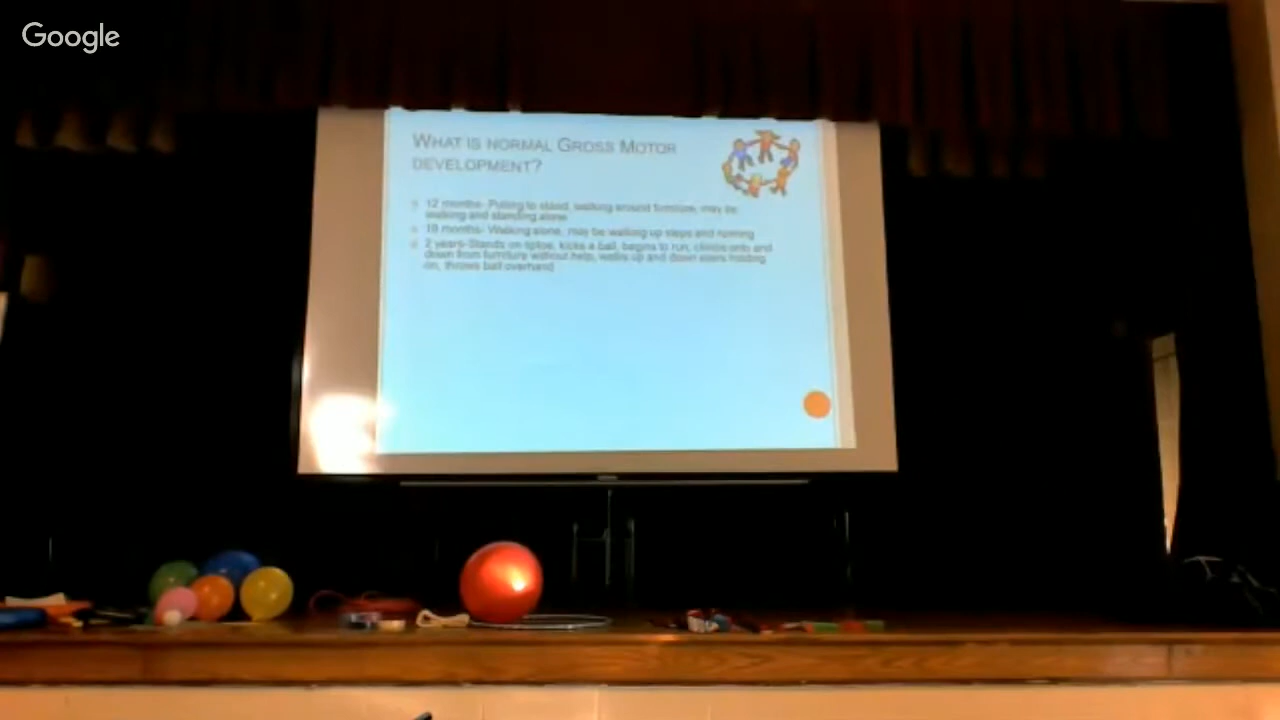 Google
WHAT IS NORMAL GROSS MOTOR
DEVELOPMENT?
12 months- Pulling to stand, walking around furniture, may be
walking and standing alone
18 months- Walking alone, may be walking up steps and running
2 years-Stands on tiptoe, kicks a ball, begins to run, climbs onto and
down from furniture without help, walks up and down stairs holding
on, throws ball overhand